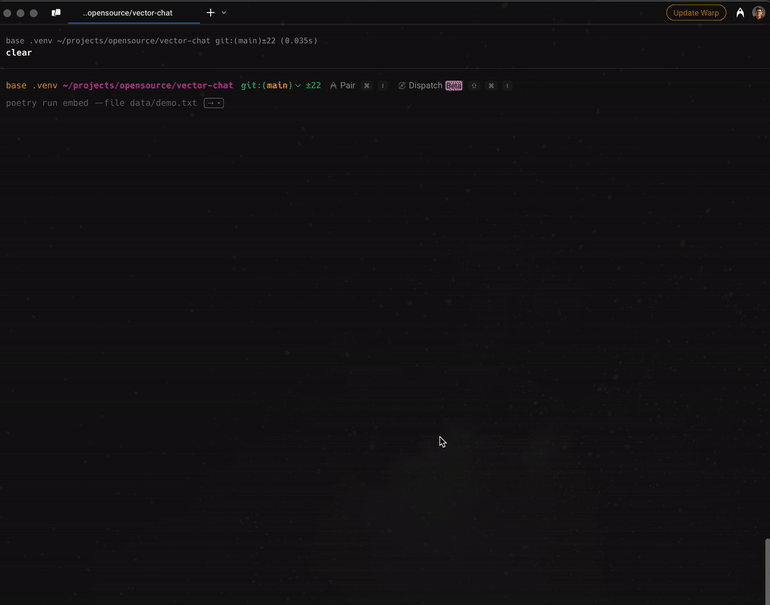 ..opensource/vector-chat
Update Warp
base .venv ~/projects/opensource/vector-chat git:(main)±22 (0.035s)
clear
base .venv ~/projects/opensource/vector-chat git:(main) ±22 Pair ⌘ I Dispatch Beta ⇧ ⌘ I
poetry run embed --file data/demo.txt